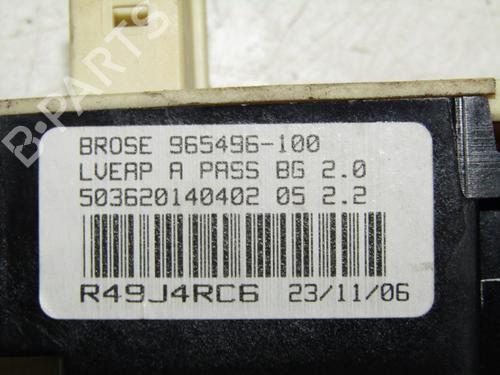 B-PARTS
BROSE 965496-100
LVEAP A PASS BG 2.0
503620140402 05 2.2
R49J4RC6 23/11/06